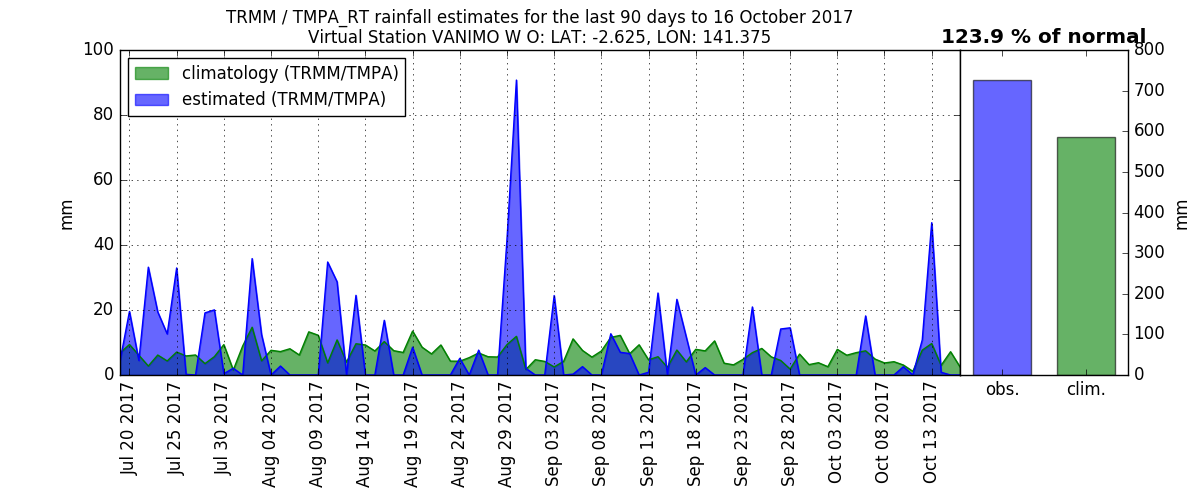 TRMM / TMPA_RT rainfall estimates for the last 90 days to 16 October 2017
Virtual Station VANIMO W O: LAT: -2.625, LON: 141.375
123.9 % of normal
climatology (TRMM/TMPA)
estimated (TRMM/TMPA)
mm
100
80
60
40
20
0
Jul 20 2017
Jul 25 2017
Jul 30 2017
Aug 04 2017
Aug 09 2017
Aug 14 2017
Aug 19 2017
Aug 24 2017
Aug 29 2017
Sep 03 2017
Sep 08 2017
Sep 13 2017
Sep 18 2017
Sep 23 2017
Sep 28 2017
Oct 03 2017
Oct 08 2017
Oct 13 2017
800
700
600
500
400
300
200
100
0
mm
obs.
clim.